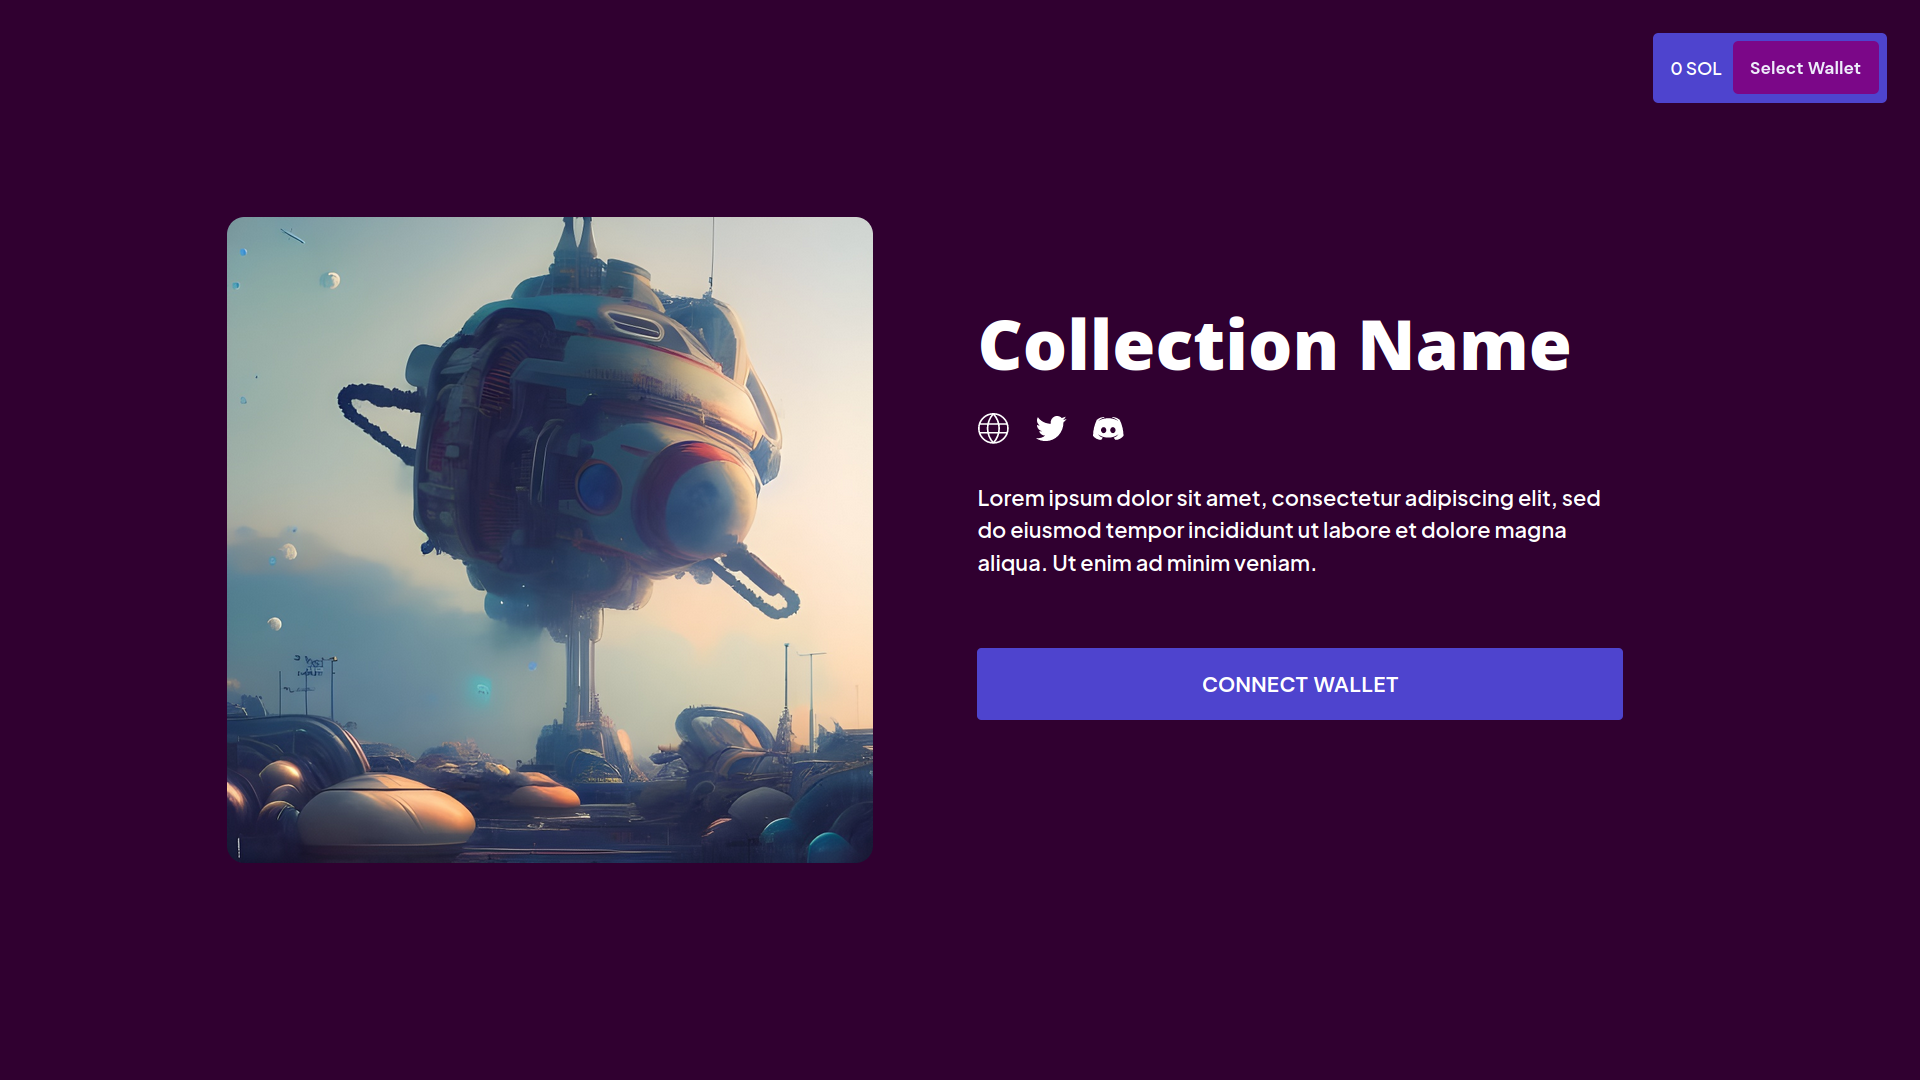 0 SOL
Select Wallet
Collection Name
Lorem ipsum dolor sit amet, consectetur adipiscing elit, sed
do eiusmod tempor incididunt ut labore et dolore magna
aliqua. Ut enim ad minim veniam.
CONNECT WALLET